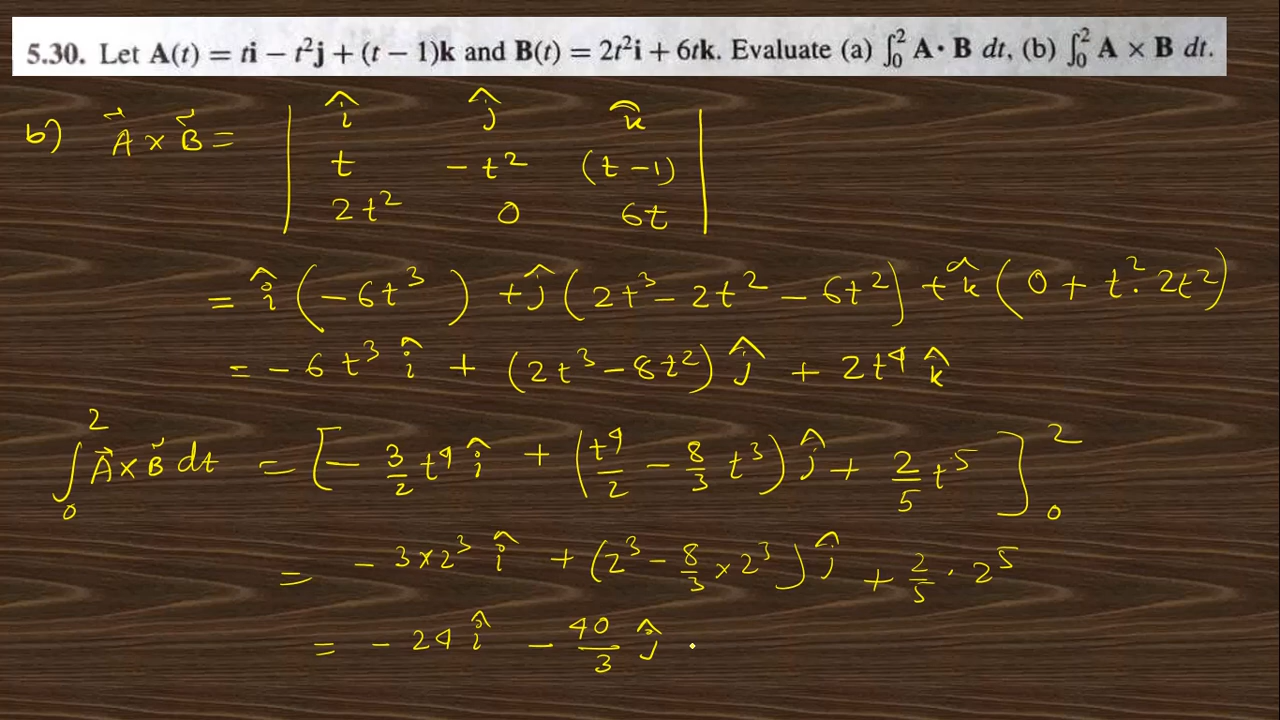 5.30. Let A(t) = ti − t²j + (t − 1)k and B(t) = 2t²i + 6tk. Evaluate (a) ∫₀² A · B dt, (b) ∫₀² A × B dt.
b) A⃗ × B⃗ = | î ĵ k̂ |
| t − t² (t − 1) |
| 2t² 0 6t |
= î (− 6t³ ) + ĵ (2t³ − 2t² − 6t²) + k̂ (0 + t² · 2t²)
= − 6t³ î + (2t³ − 8t²) ĵ + 2t⁴ k̂
∫₀² A⃗ × B⃗ dt = [− 3/2 t⁴ î + (t⁴/2 − 8/3 t³) ĵ + 2/5 t⁵ ]₀²
= − 3×2³ î + (2³ − 8/3 × 2³) ĵ + 2/5 · 2⁵
= − 24 î − 40/3 ĵ